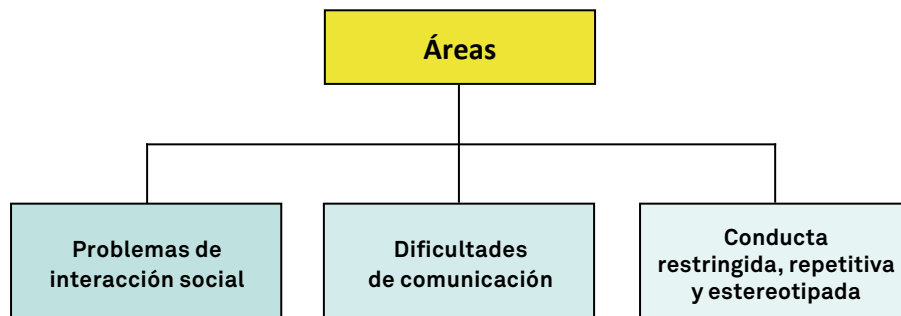 Áreas
Problemas de
interacción social
Dificultades
de comunicación
Conducta
restringida, repetitiva
y estereotipada